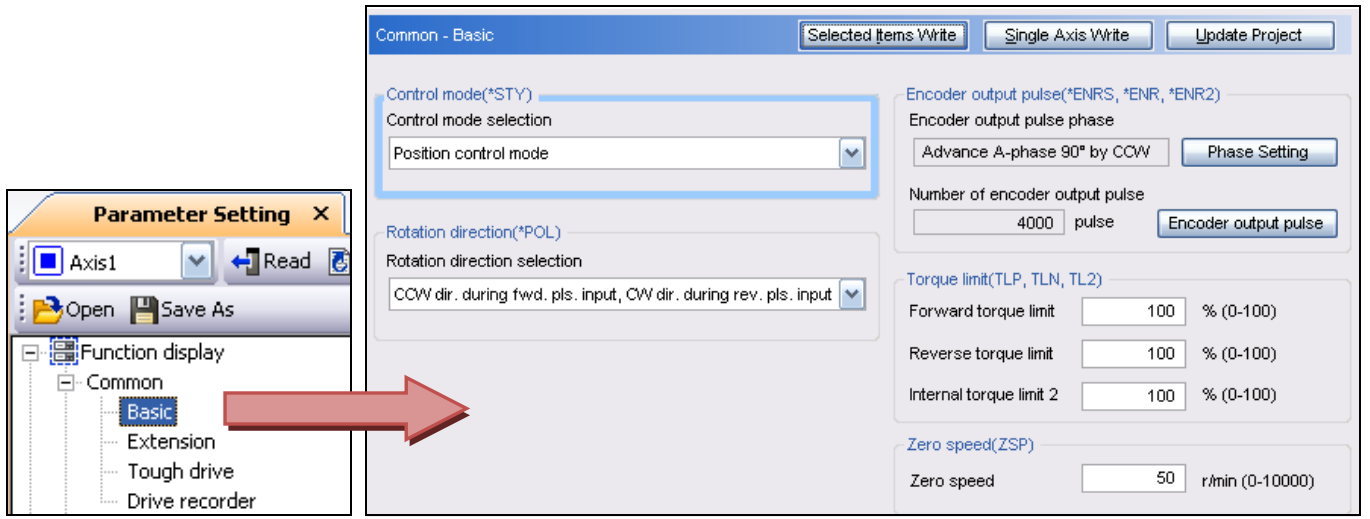 Parameter Setting ×
Axis1 Read
Open Save As
Function display
Common
Basic
Extension
Tough drive
Drive recorder
Common - Basic
Selected Items Write
Single Axis Write
Update Project
Control mode(*STY)
Control mode selection
Position control mode
Rotation direction(*POL)
Rotation direction selection
CCW dir. during fwd. pls. input, CW dir. during rev. pls. input
Encoder output pulse(*ENRS, *ENR, *ENR2)
Encoder output pulse phase
Advance A-phase 90° by CCW Phase Setting
Number of encoder output pulse
4000 pulse Encoder output pulse
Torque limit(TLP, TLN, TL2)
Forward torque limit 100 % (0-100)
Reverse torque limit 100 % (0-100)
Internal torque limit 2 100 % (0-100)
Zero speed(ZSP)
Zero speed 50 r/min (0-10000)